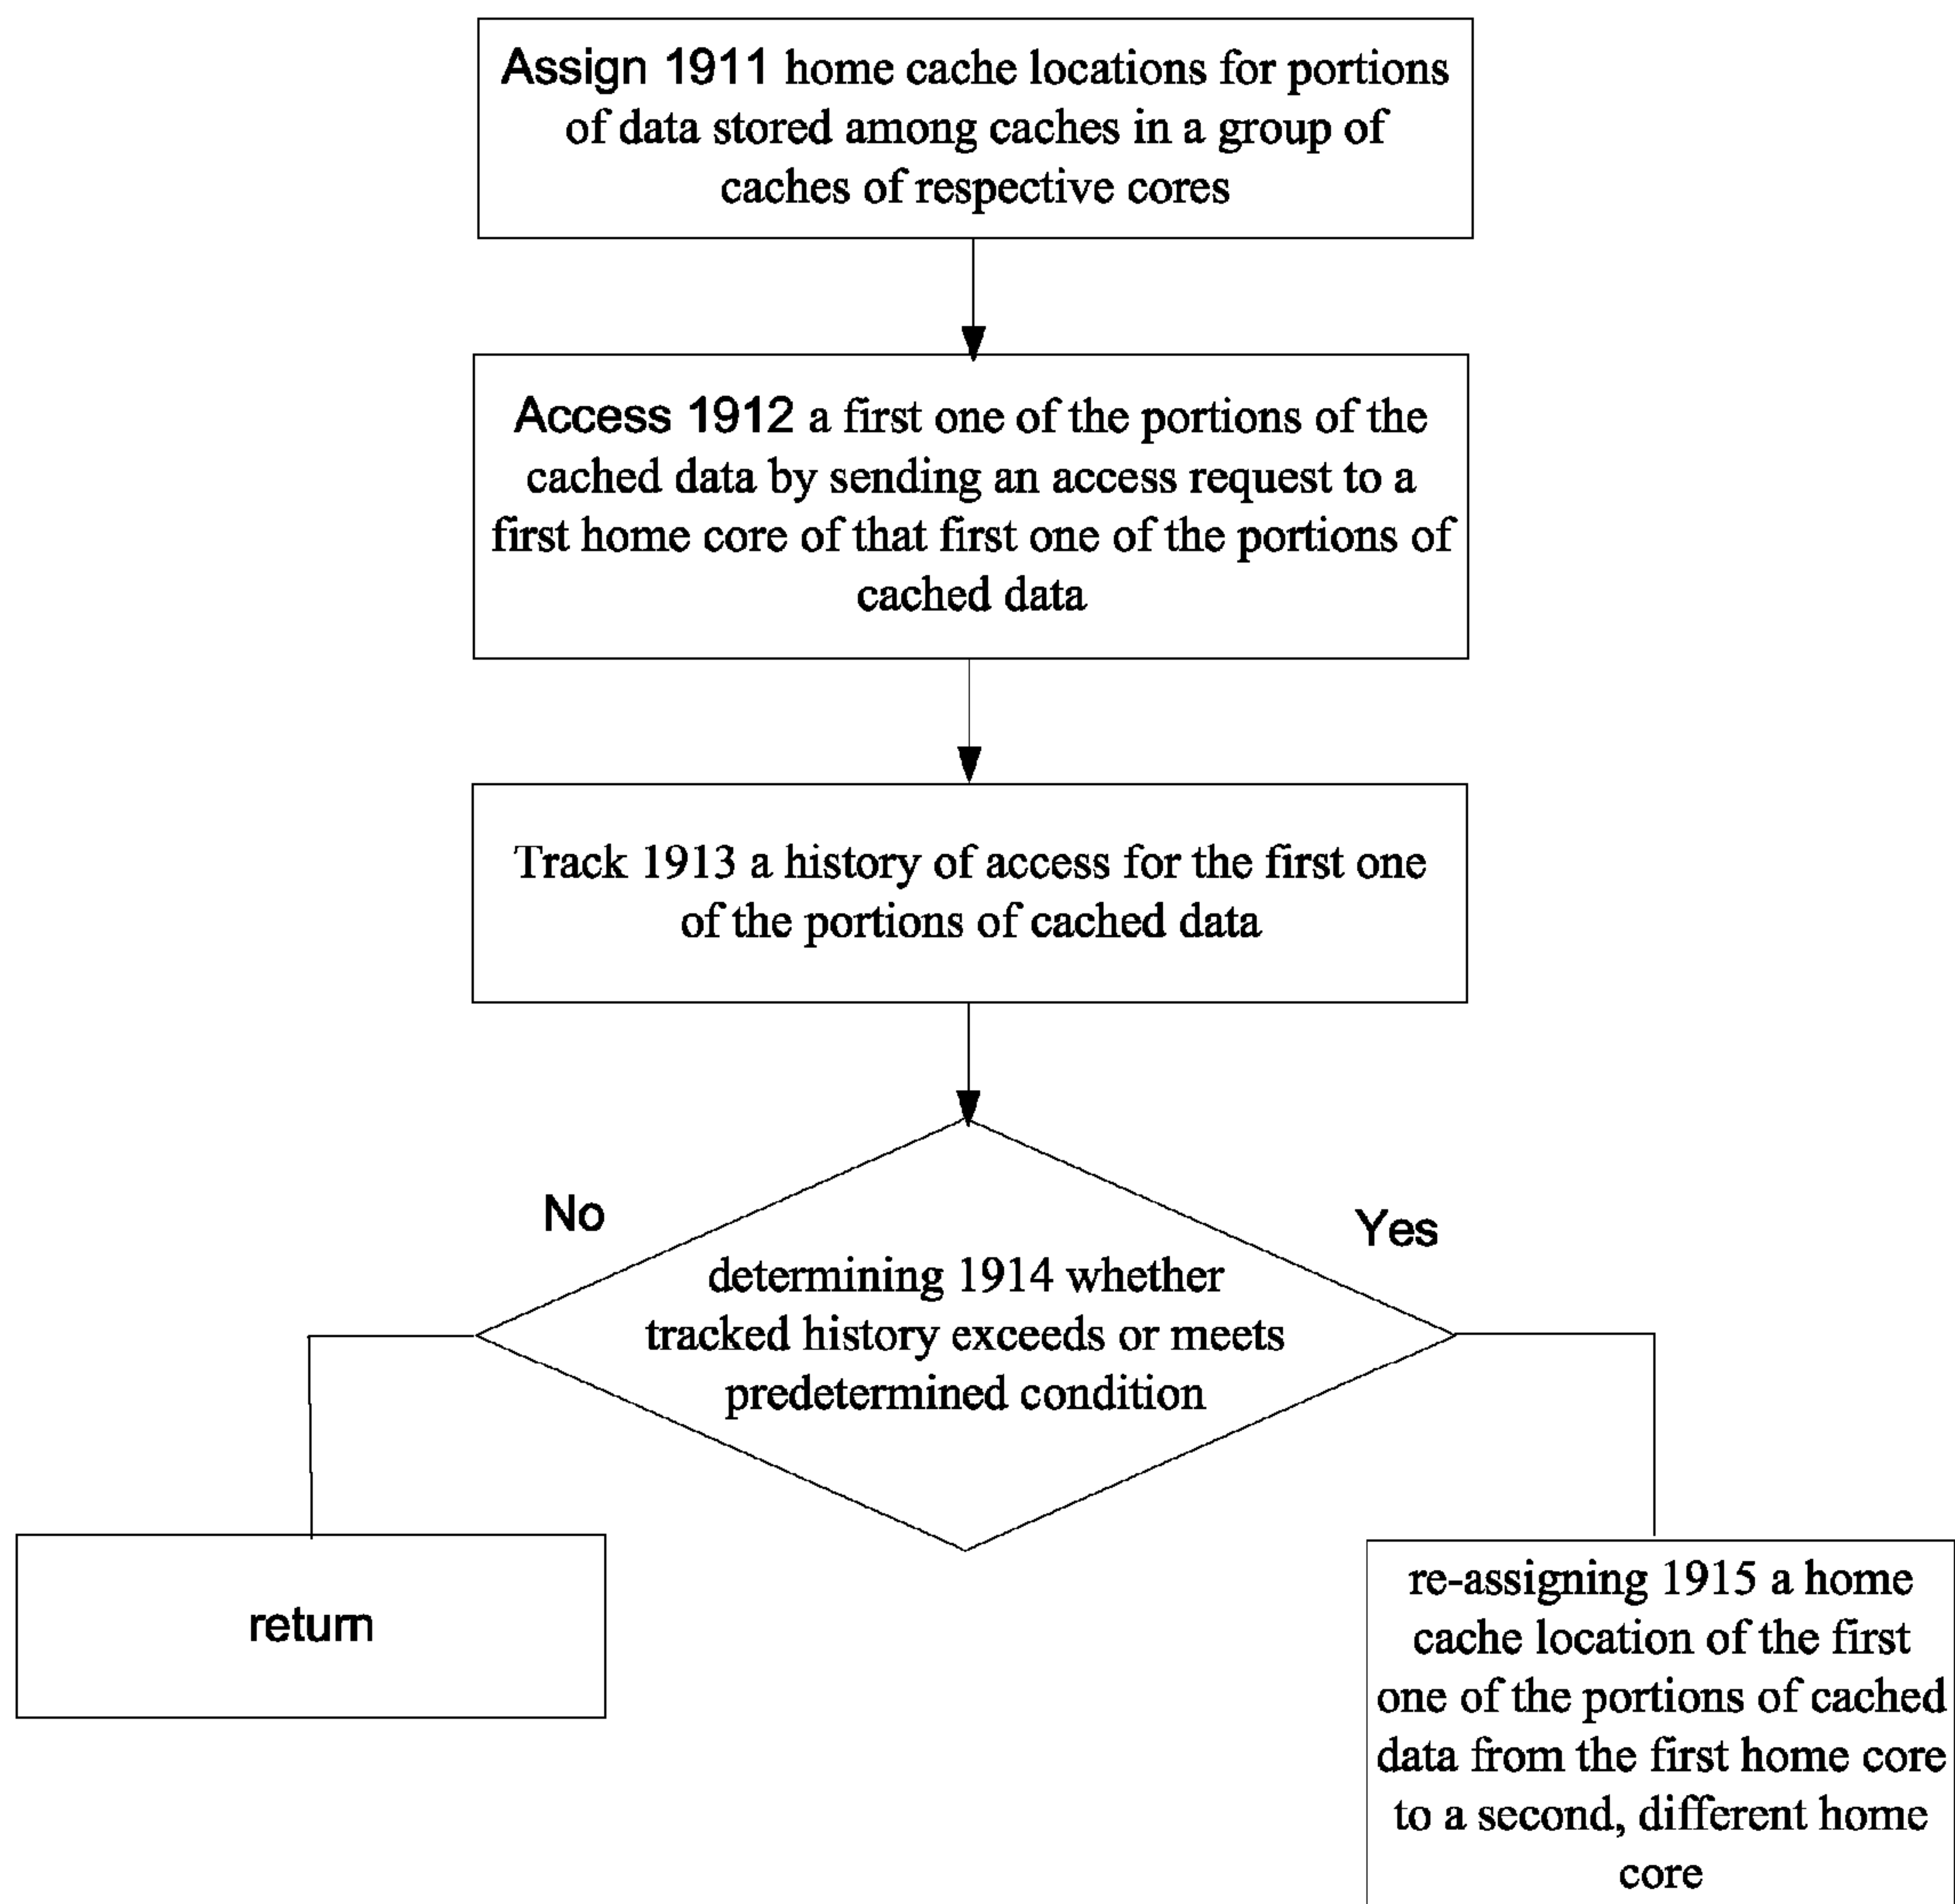 Assign 1911 home cache locations for portions
of data stored among caches in a group of
caches of respective cores
Access 1912 a first one of the portions of the
cached data by sending an access request to a
first home core of that first one of the portions of
cached data
Track 1913 a history of access for the first one
of the portions of cached data
No
Yes
determining 1914 whether
tracked history exceeds or meets
predetermined condition
return
re-assigning 1915 a home
cache location of the first
one of the portions of cached
data from the first home core
to a second, different home
core